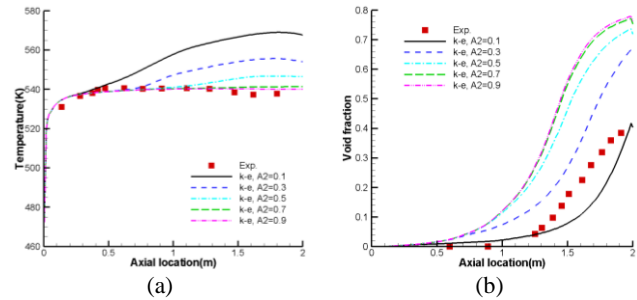 580
560
540
520
500
480
460
0
0.5
1
1.5
2
Temperature(K)
Axial location(m)
Exp.
k-e, A2=0.1
k-e, A2=0.3
k-e, A2=0.5
k-e, A2=0.7
k-e, A2=0.9
(a)
0.8
0.7
0.6
0.5
0.4
0.3
0.2
0.1
0
0
0.5
1
1.5
2
Void fraction
Axial location(m)
Exp.
k-e, A2=0.1
k-e, A2=0.3
k-e, A2=0.5
k-e, A2=0.7
k-e, A2=0.9
(b)